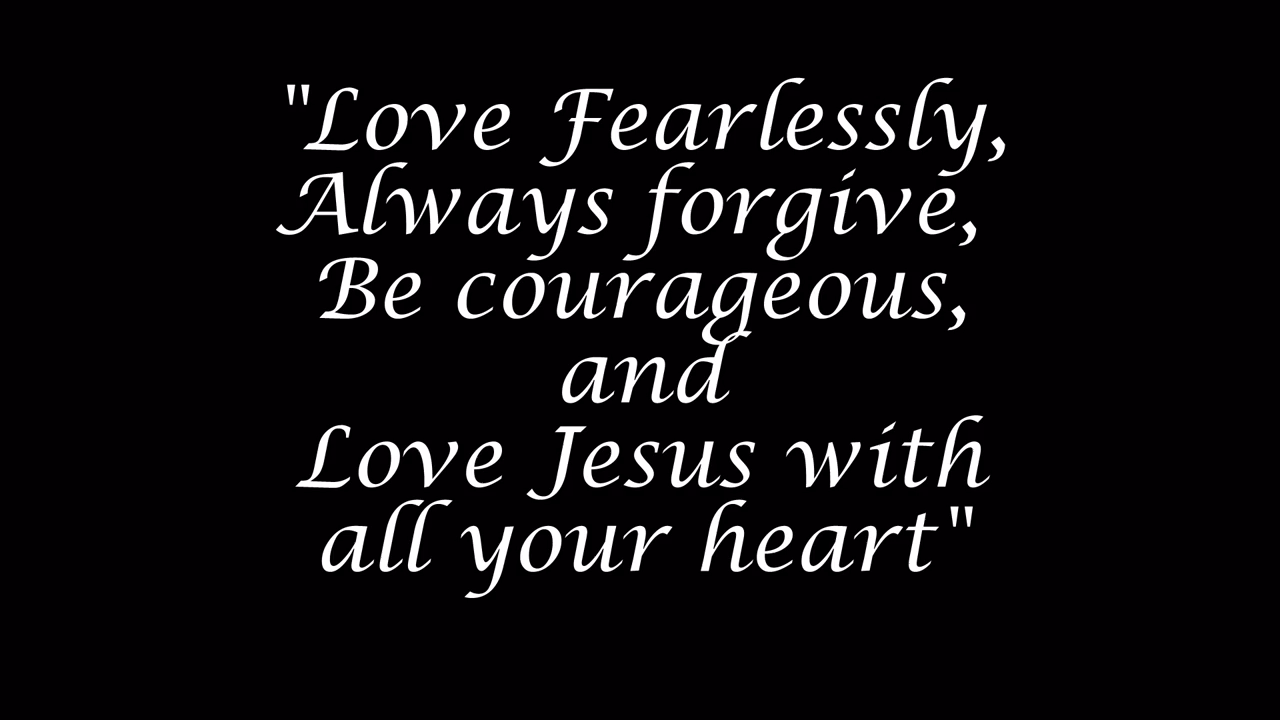 "Love Fearlessly,
Always forgive,
Be courageous,
and
Love Jesus with
all your heart"